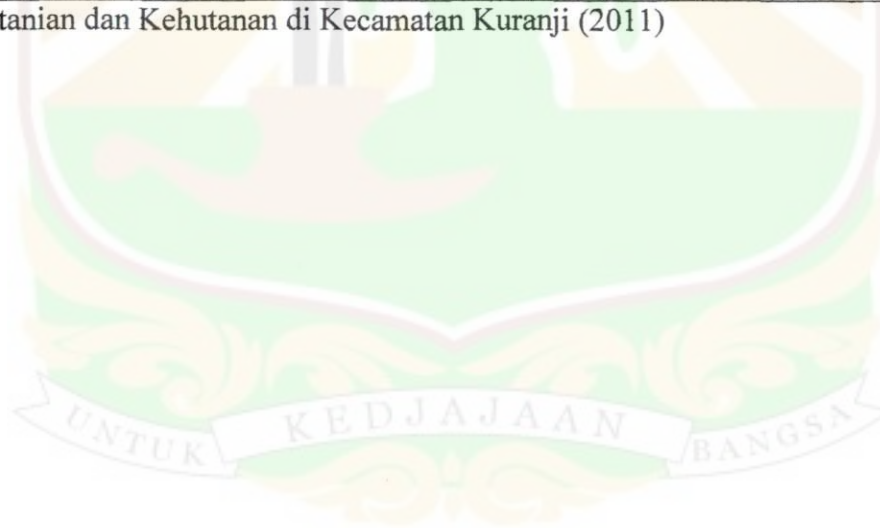 tanian dan Kehutanan di Kecamatan Kuranji (2011)
UNTUK KEDJAJAAN BANGSA